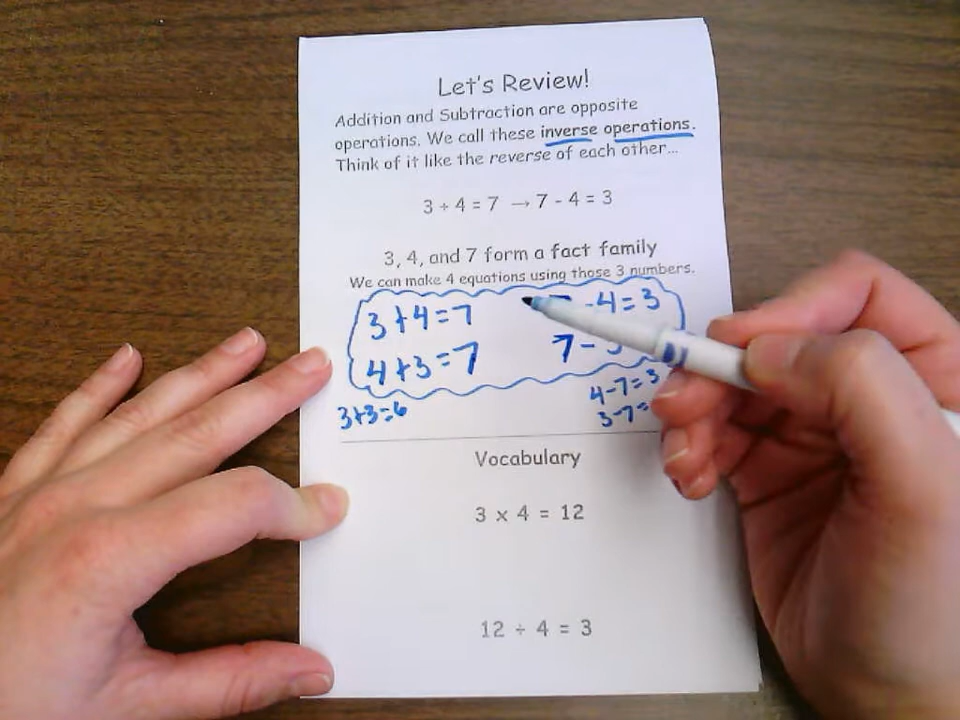 Let's Review!
Addition and Subtraction are opposite
operations. We call these inverse operations.
Think of it like the reverse of each other...
3 + 4 = 7 → 7 - 4 = 3
3, 4, and 7 form a fact family
We can make 4 equations using those 3 numbers.
3+4=7 -4=3
4+3=7 7-
3+3=6 4-7=3
3-7=
Vocabulary
3 x 4 = 12
12 ÷ 4 = 3